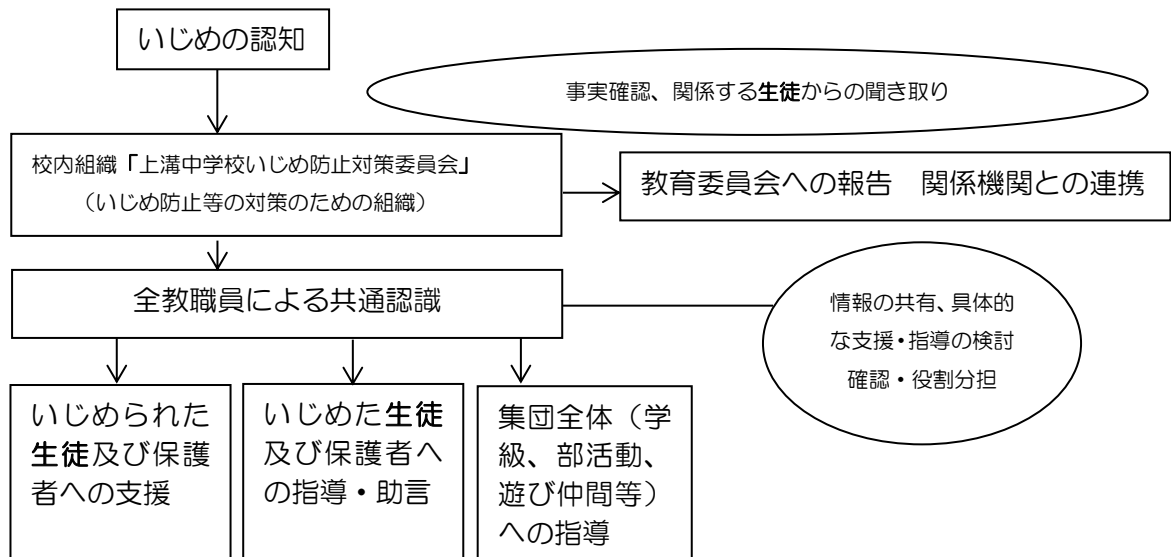 いじめの認知
事実確認、関係する生徒からの聞き取り
校内組織「上溝中学校いじめ防止対策委員会」
（いじめ防止等の対策のための組織）
教育委員会への報告　関係機関との連携
全教職員による共通認識
情報の共有、具体的
な支援・指導の検討
確認・役割分担
いじめられた
生徒及び保護
者への支援
いじめた生徒
及び保護者へ
の指導・助言
集団全体（学
級、部活動、
遊び仲間等）
への指導